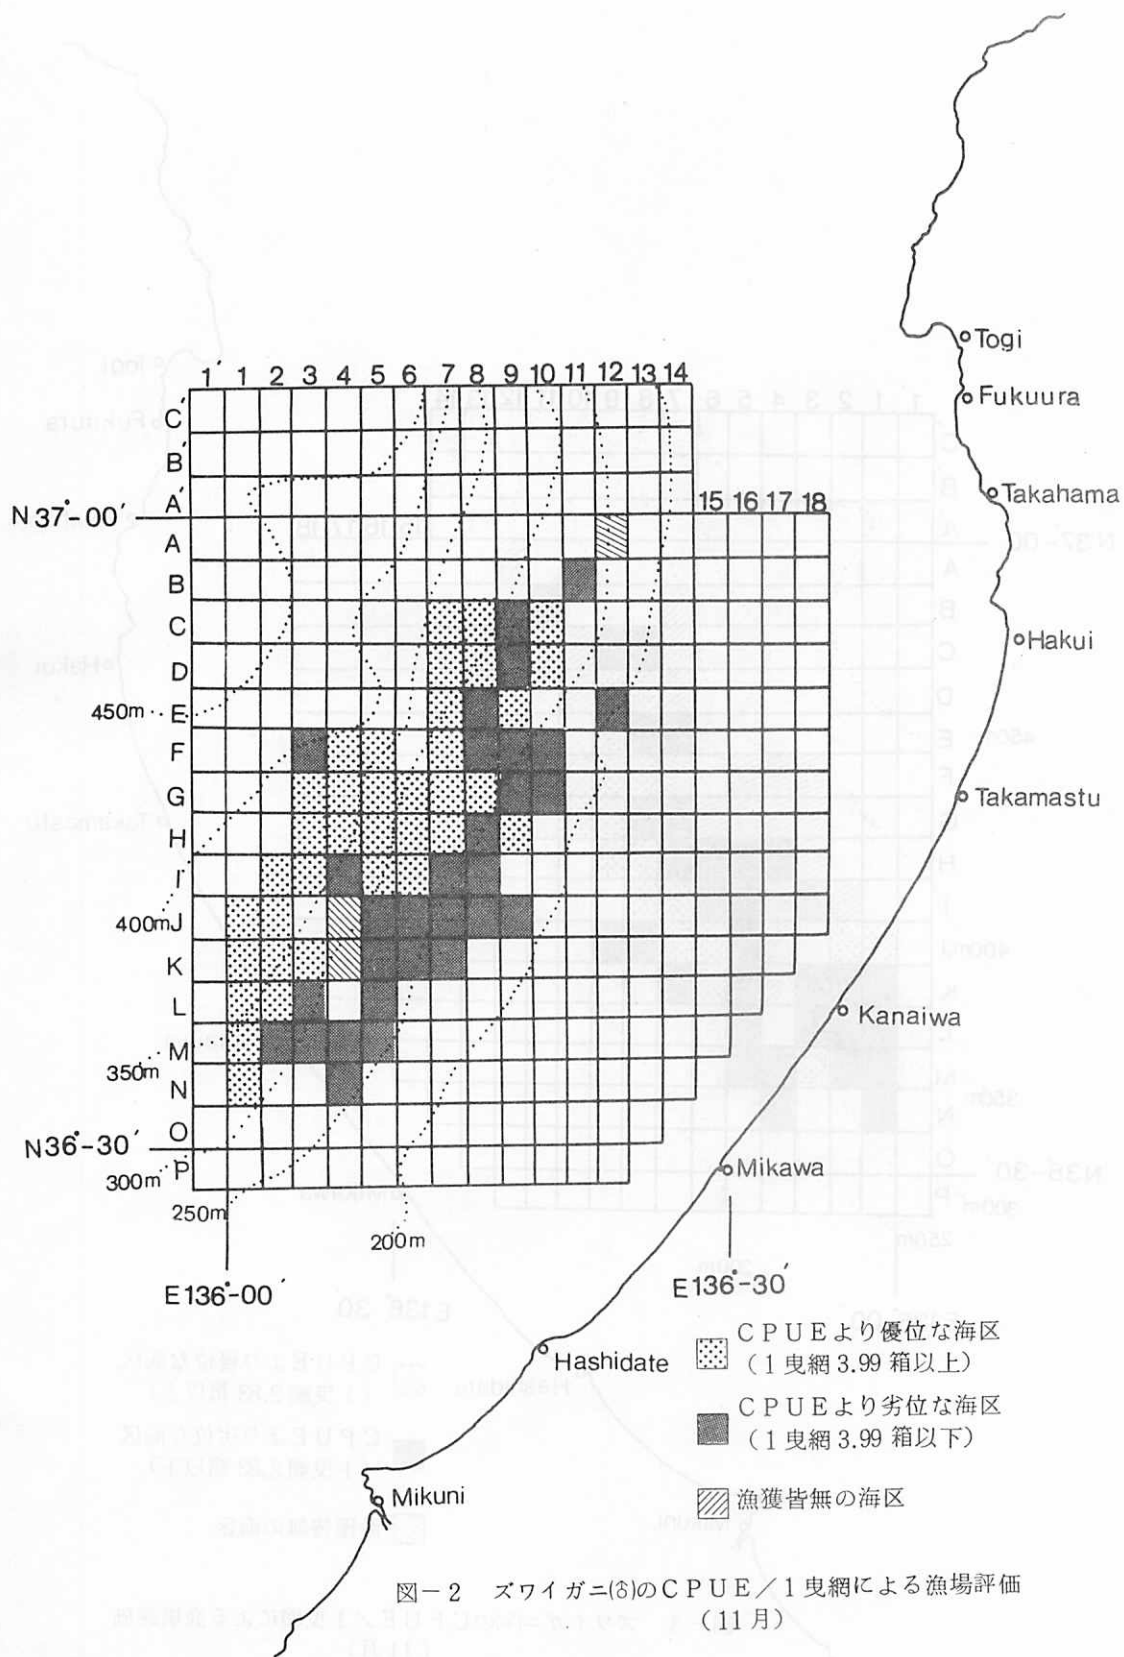 1' 1 2 3 4 5 6 7 8 9 10 11 12 13 14
C'
B'
A'
N 37°-00'
15 16 17 18
A
B
C
D
E
450m
F
G
H
I
J
400m
K
L
M
350m
N
O
N36°-30'
P
300m
250m
200m
E136°-00'
E136°-30'
Togi
Fukuura
Takahama
Hakui
Takamastu
Kanaiwa
Mikawa
Hashidate
Mikuni
CPUEより優位な海区
(1曳網3.99箱以上)
CPUEより劣位な海区
(1曳網3.99箱以下)
漁獲皆無の海区
図-2 ズワイガニ(♂)のCPUE/1曳網による漁場評価
(11月)